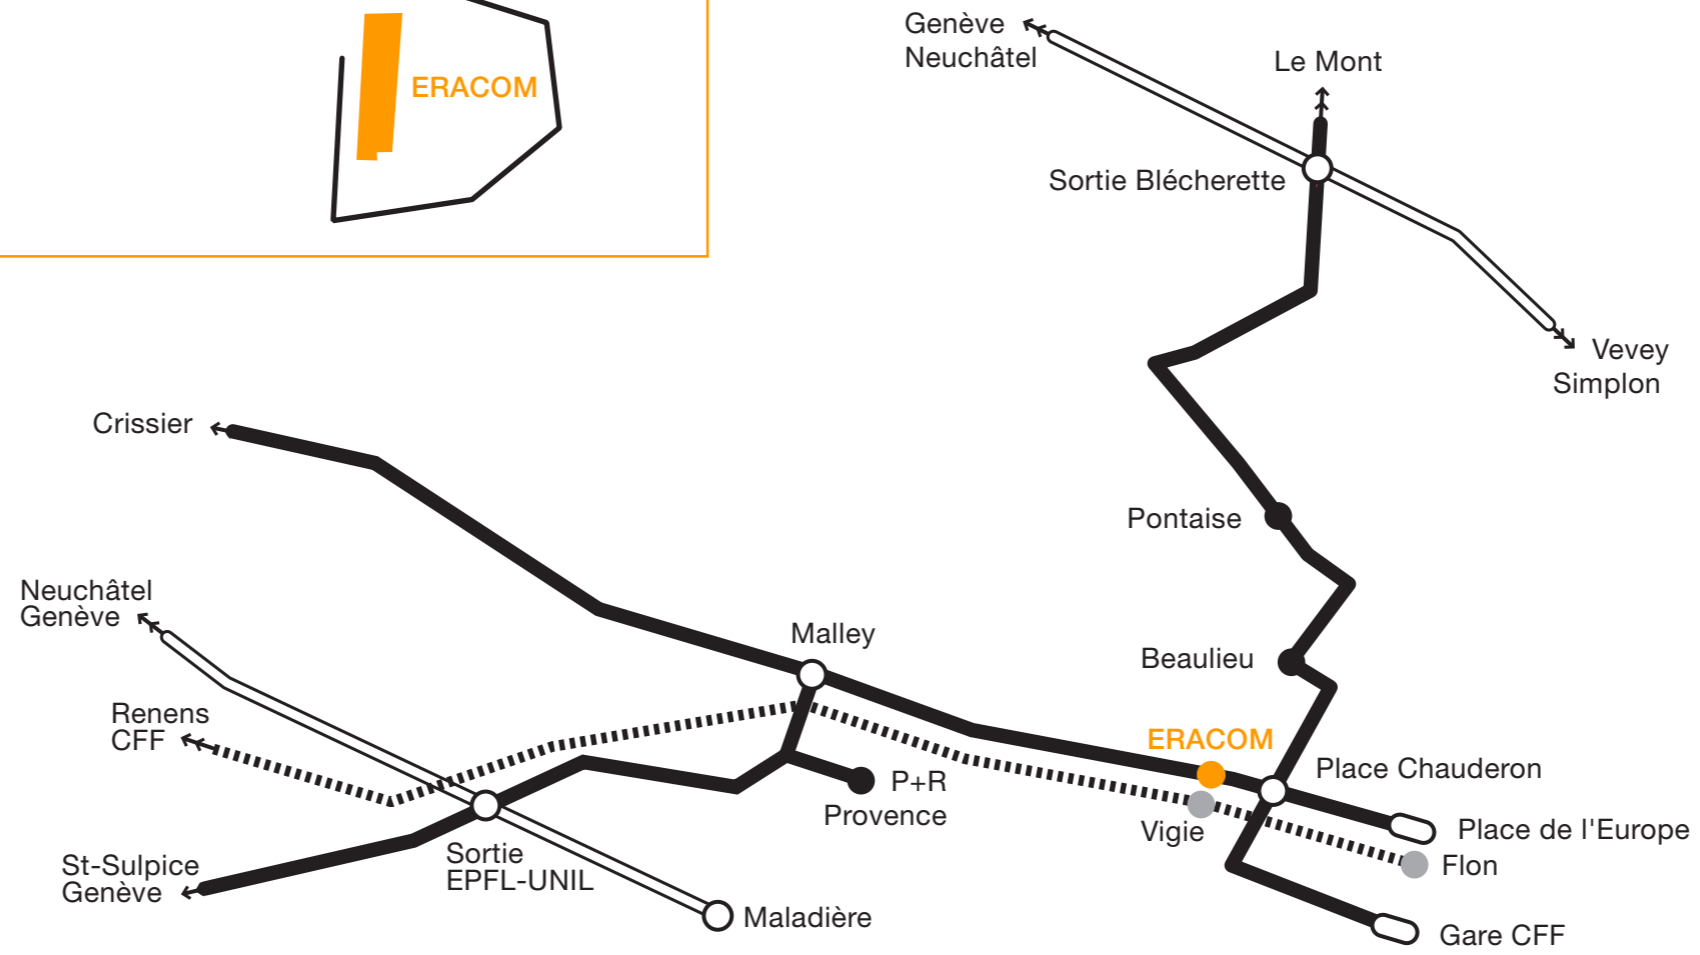 ERACOM
Genève
Neuchâtel
Le Mont
Sortie Blécherette
Vevey
Simplon
Crissier
Pontaise
Neuchâtel
Genève
Malley
Beaulieu
Renens
CFF
ERACOM
Place Chauderon
P+R
Provence
Vigie
Place de l'Europe
Flon
St-Sulpice
Genève
Sortie
EPFL-UNIL
Maladière
Gare CFF